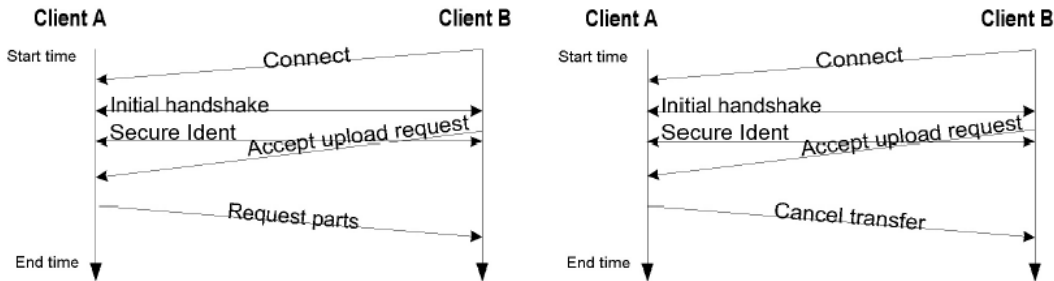 Client A
Client B
Start time
Connect
Initial handshake
Secure Ident
Accept upload request
Request parts
End time
Client A
Client B
Start time
Connect
Initial handshake
Secure Ident
Accept upload request
Cancel transfer
End time